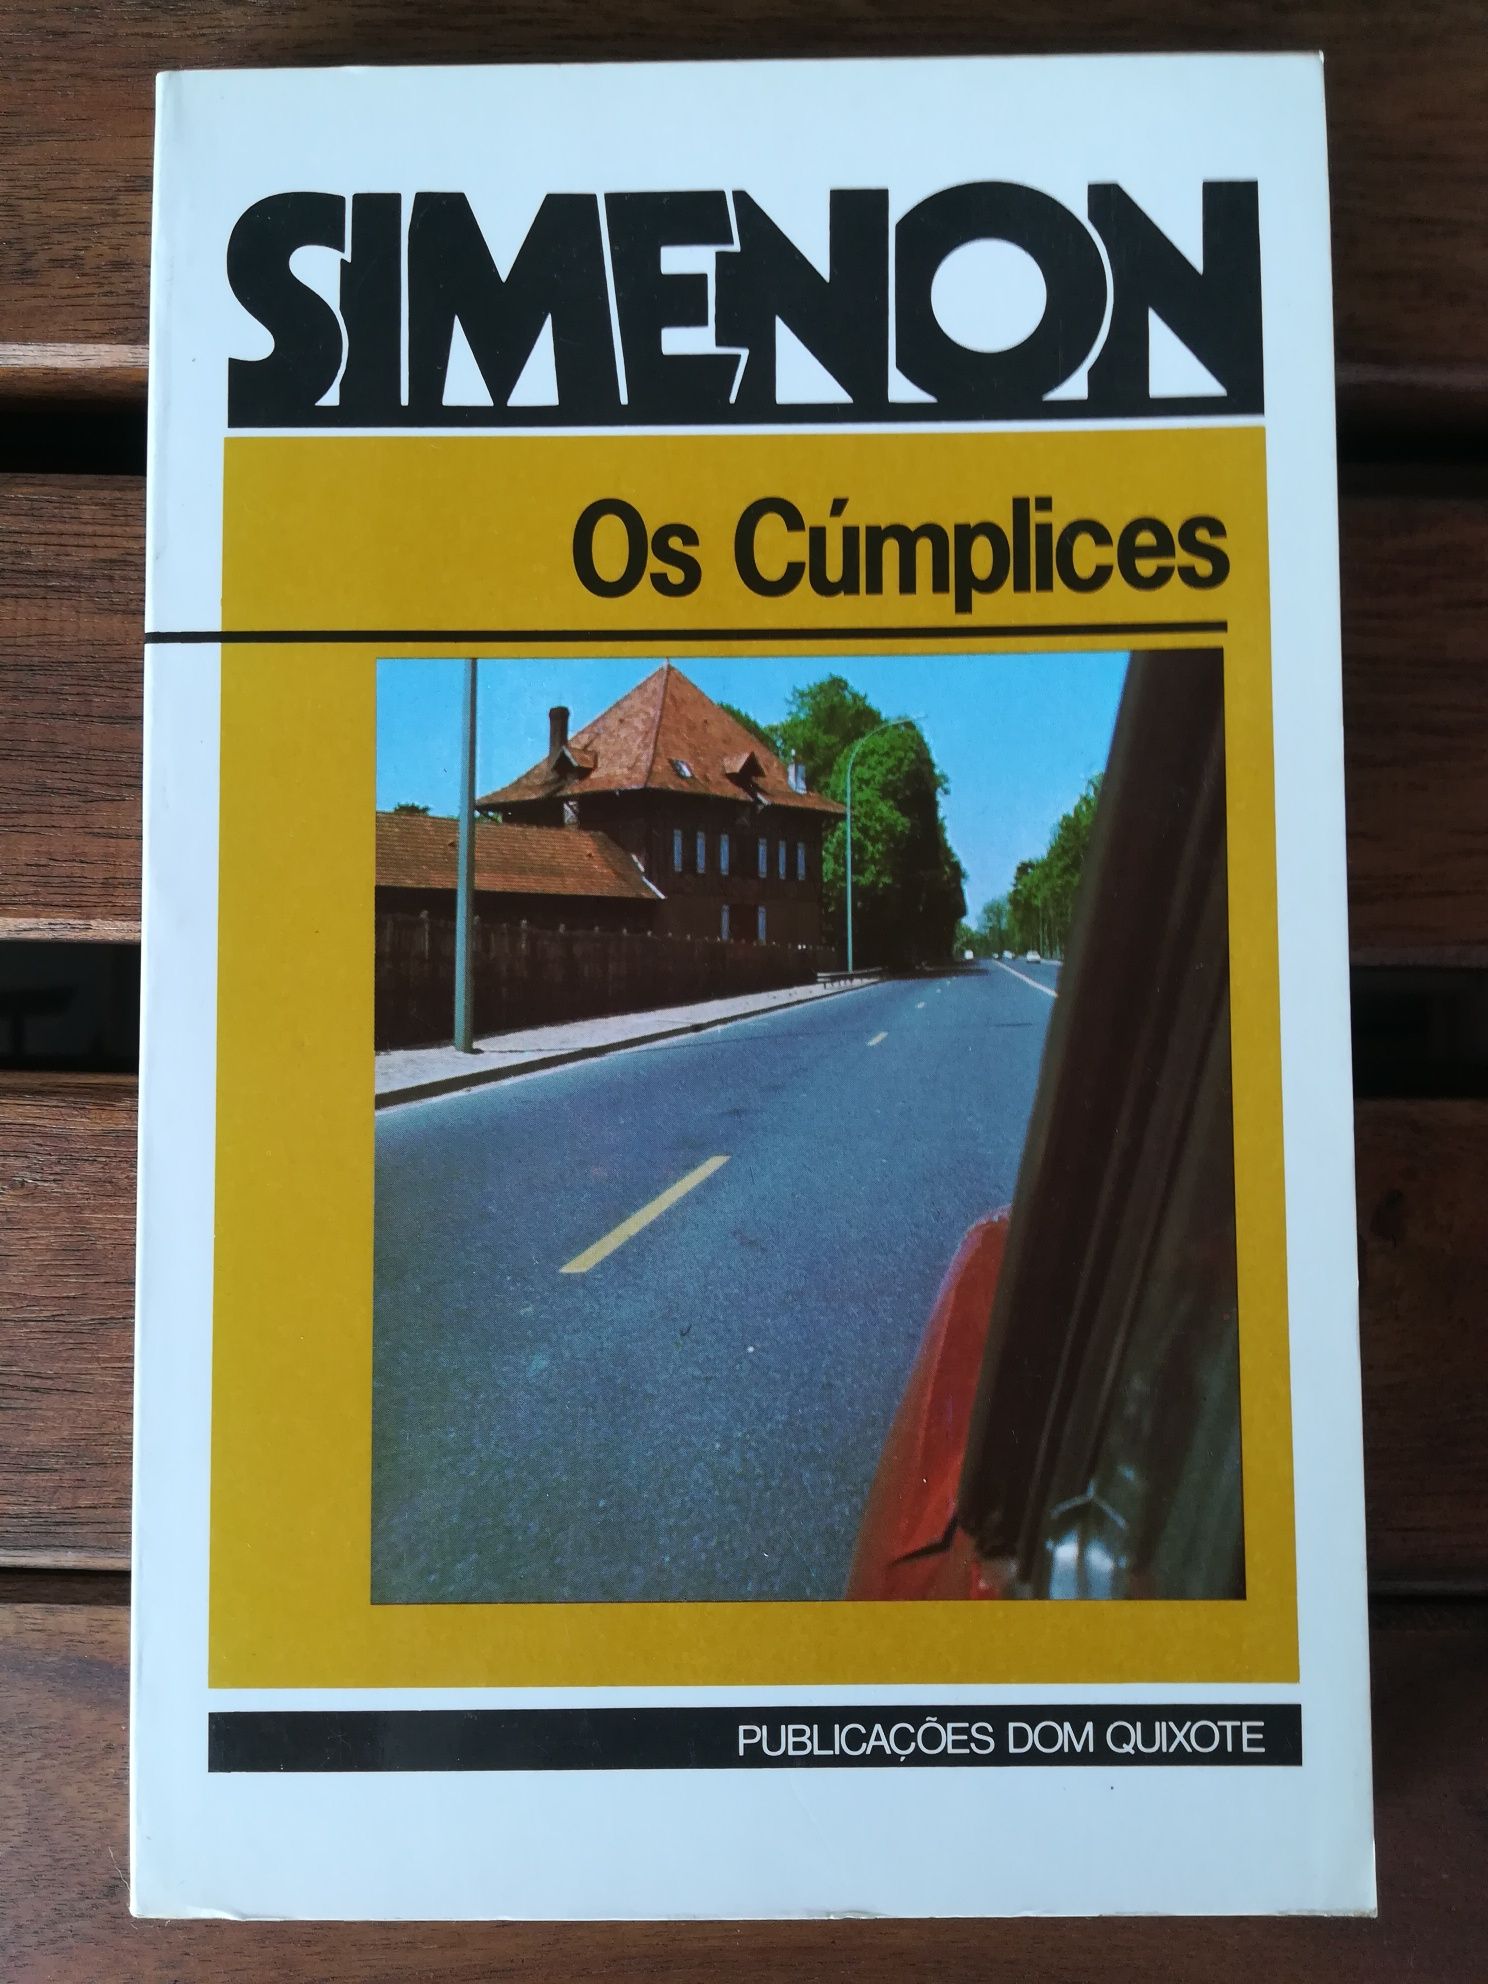 SIMENON
Os Cúmplices
PUBLICAÇÕES DOM QUIXOTE